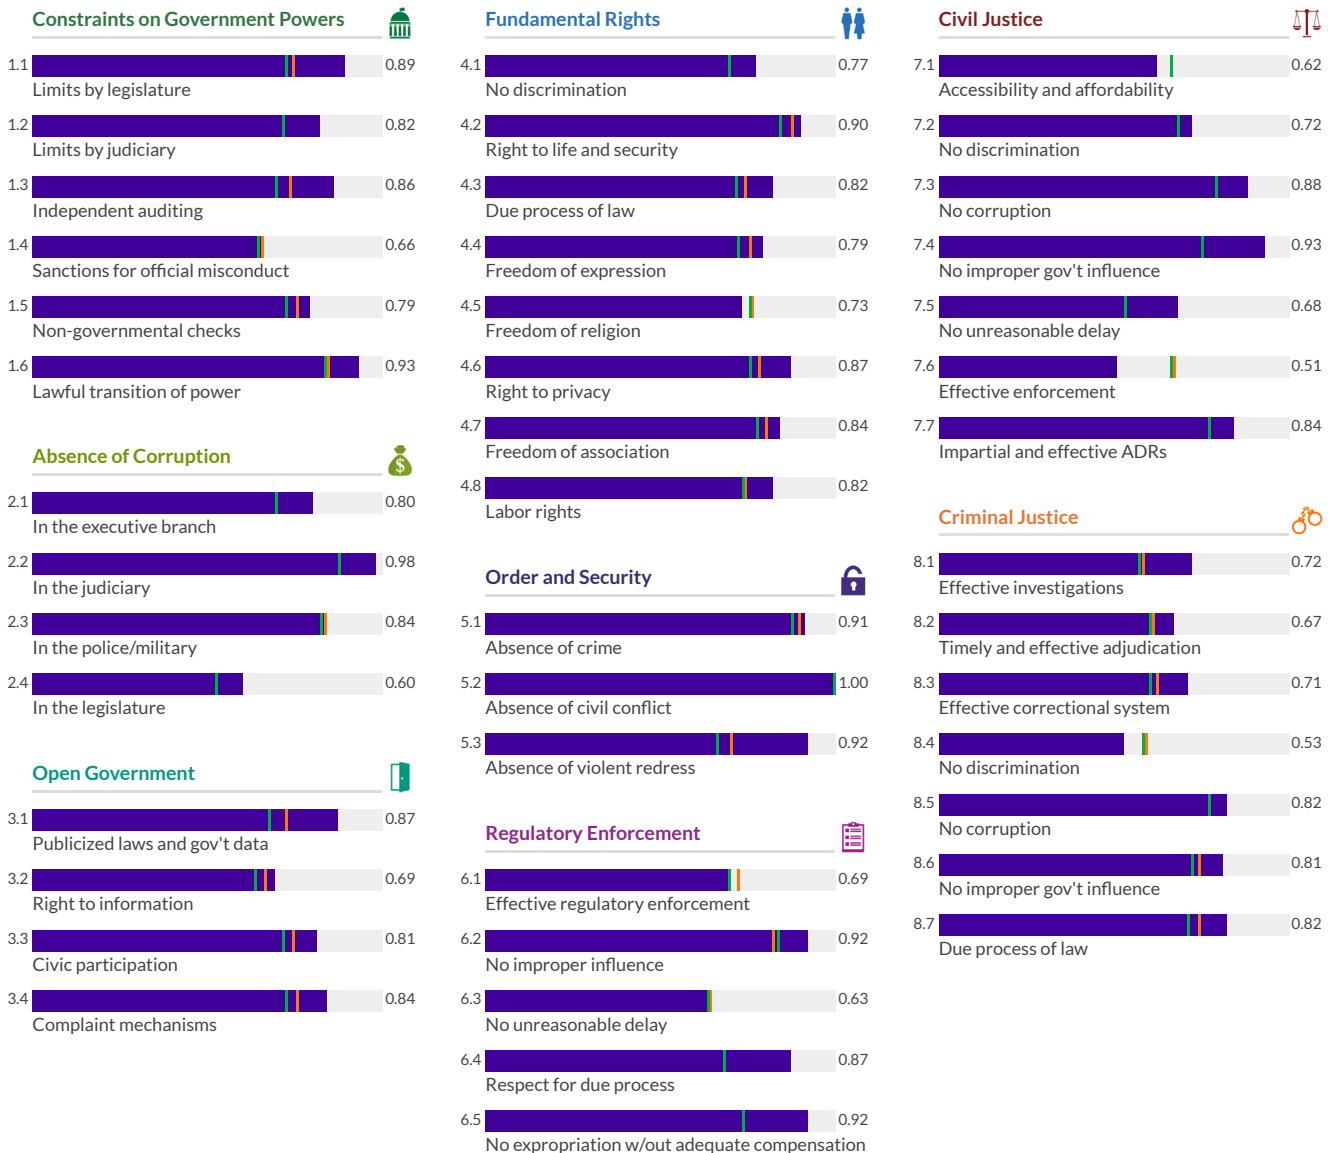 Constraints on Government Powers
1.1 0.89
Limits by legislature
1.2 0.82
Limits by judiciary
1.3 0.86
Independent auditing
1.4 0.66
Sanctions for official misconduct
1.5 0.79
Non-governmental checks
1.6 0.93
Lawful transition of power
Absence of Corruption
$
2.1 0.80
In the executive branch
2.2 0.98
In the judiciary
2.3 0.84
In the police/military
2.4 0.60
In the legislature
Open Government
3.1 0.87
Publicized laws and gov't data
3.2 0.69
Right to information
3.3 0.81
Civic participation
3.4 0.84
Complaint mechanisms
Fundamental Rights
4.1 0.77
No discrimination
4.2 0.90
Right to life and security
4.3 0.82
Due process of law
4.4 0.79
Freedom of expression
4.5 0.73
Freedom of religion
4.6 0.87
Right to privacy
4.7 0.84
Freedom of association
4.8 0.82
Labor rights
Order and Security
5.1 0.91
Absence of crime
5.2 1.00
Absence of civil conflict
5.3 0.92
Absence of violent redress
Regulatory Enforcement
6.1 0.69
Effective regulatory enforcement
6.2 0.92
No improper influence
6.3 0.63
No unreasonable delay
6.4 0.87
Respect for due process
6.5 0.92
No expropriation w/out adequate compensation
Civil Justice
7.1 0.62
Accessibility and affordability
7.2 0.72
No discrimination
7.3 0.88
No corruption
7.4 0.93
No improper gov't influence
7.5 0.68
No unreasonable delay
7.6 0.51
Effective enforcement
7.7 0.84
Impartial and effective ADRs
Criminal Justice
8.1 0.72
Effective investigations
8.2 0.67
Timely and effective adjudication
8.3 0.71
Effective correctional system
8.4 0.53
No discrimination
8.5 0.82
No corruption
8.6 0.81
No improper gov't influence
8.7 0.82
Due process of law